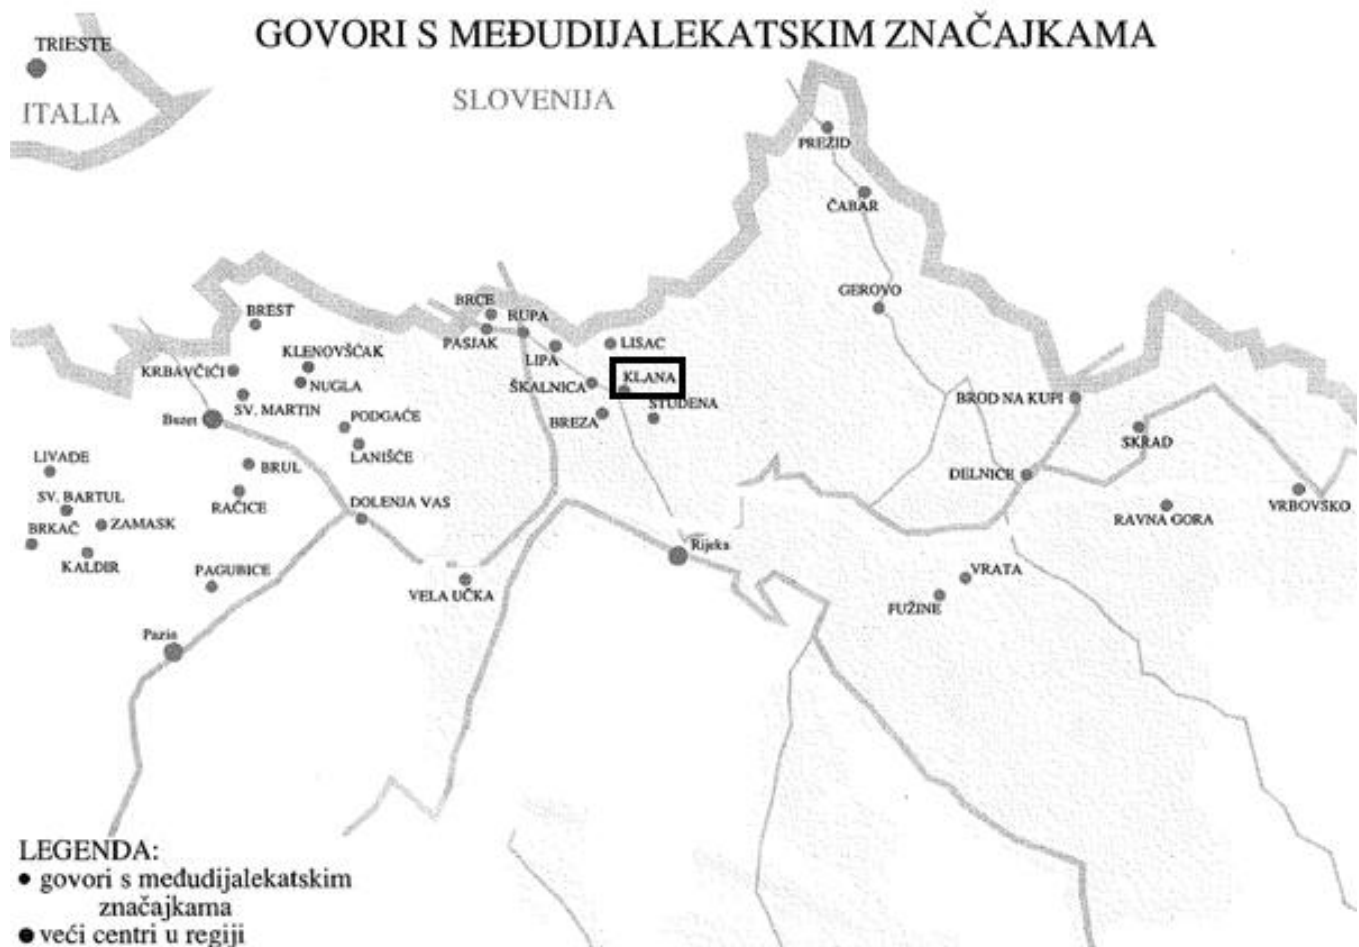 GOVORI S MEĐUDIJALEKATSKIM ZNAČAJKAMA
TRIESTE
ITALIA
SLOVENIJA
PREZID
ČABAR
GEROVO
BREST
BRCE
RUPA
PASJAK
LIPA
LISAC
KLENOVŠČAK
KRBAVČIĆI
NUGLA
ŠKALNICA
KLANA
SV. MARTIN
STUDENA
BREZA
BROD NA KUPI
Buzet
PODGAĆE
SKRAD
LANIŠĆE
LIVADE
BRUL
DELNICE
SV. BARTUL
RAČICE
DOLENJA VAS
VRBOVSKO
RAVNA GORA
BRKAČ
ZAMASK
KALDIR
Rijeka
PAGUBICE
VELA UČKA
VRATA
FUŽINE
Pazin
LEGENDA:
govori s međudijalekatskim
značajkama
veći centri u regiji